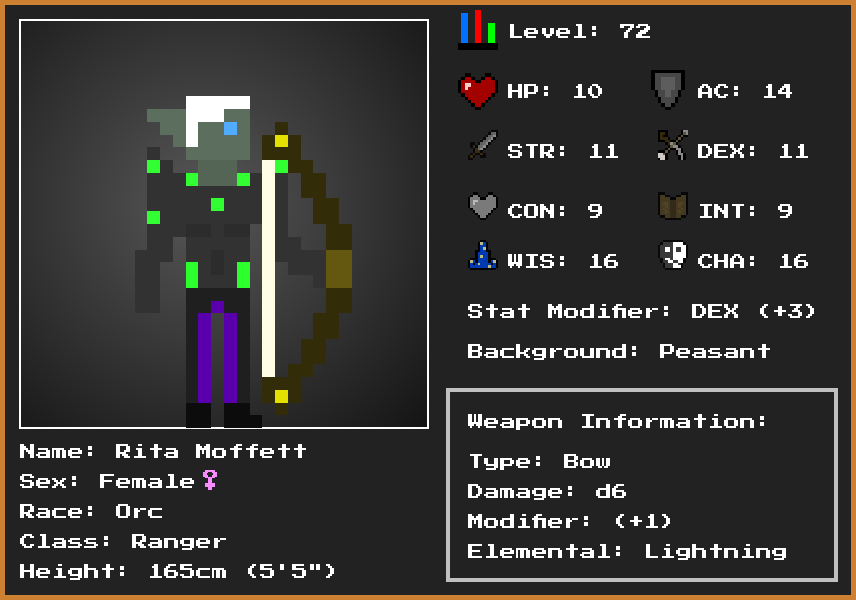 Level: 72
HP: 10
AC: 14
STR: 11
DEX: 11
CON: 9
INT: 9
WIS: 16
CHA: 16
Stat Modifier: DEX (+3)
Background: Peasant
Weapon Information:
Type: Bow
Damage: d6
Modifier: (+1)
Elemental: Lightning
Name: Rita Moffett
Sex: Female♀
Race: Orc
Class: Ranger
Height: 165cm (5'5")